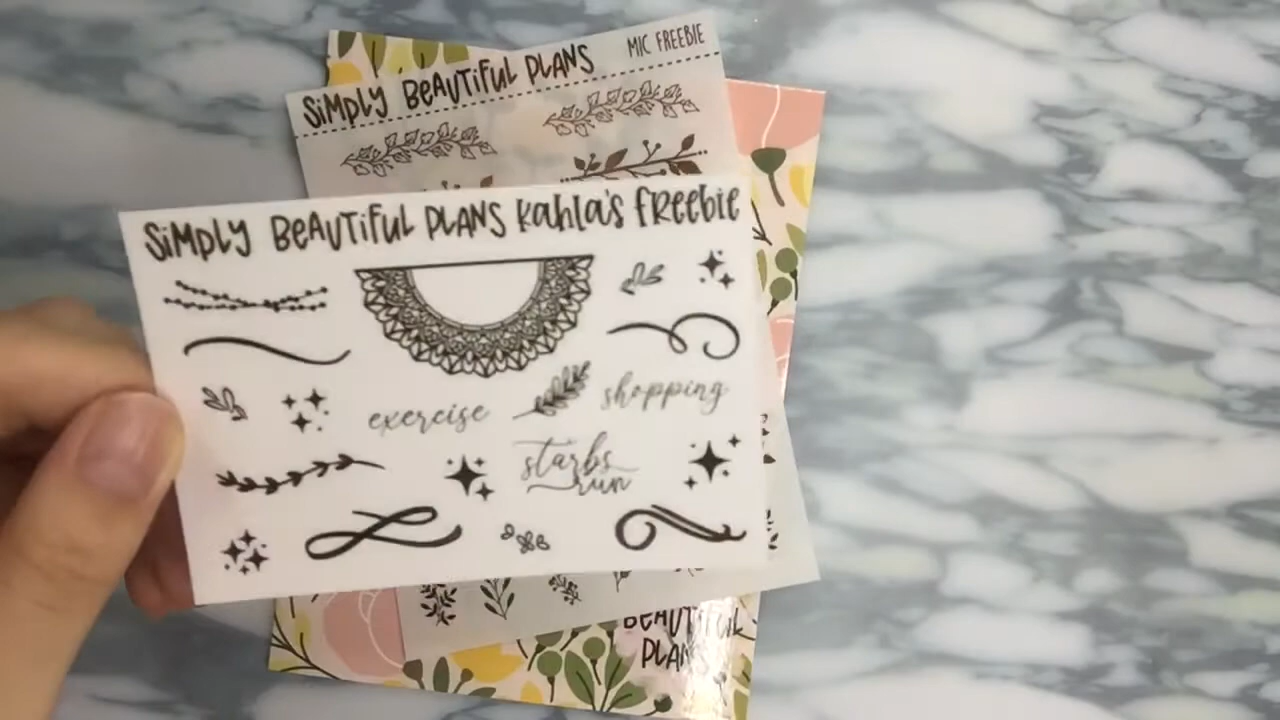 SiMPLY BEAUTiFUL PLANS MIC FREEBIE
SiMPLY BEAUTiFUL PLANS Kahla's FREEBIE
exercise
shopping
starbs
run
BEAUTiFUL
PLANS